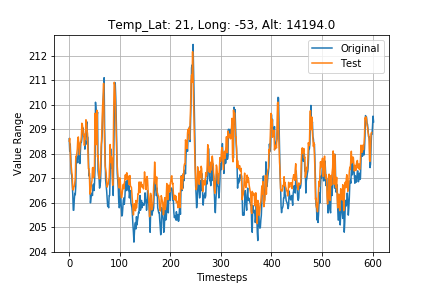 Temp_Lat: 21, Long: -53, Alt: 14194.0
Original
Test
Value Range
212
211
210
209
208
207
206
205
204
0 100 200 300 400 500 600
Timesteps